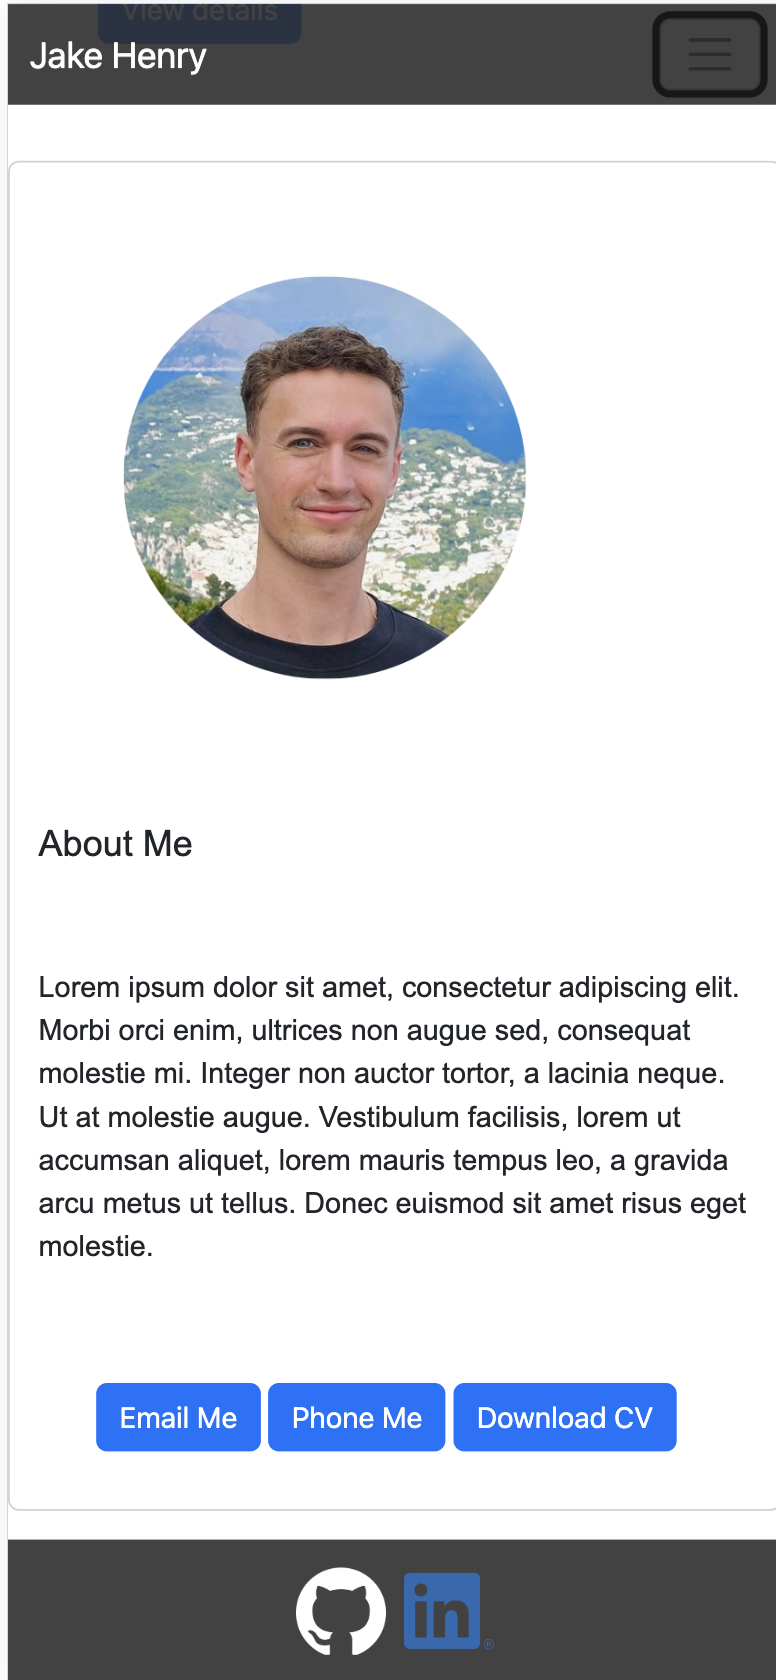 View details
Jake Henry
About Me
Lorem ipsum dolor sit amet, consectetur adipiscing elit.
Morbi orci enim, ultrices non augue sed, consequat
molestie mi. Integer non auctor tortor, a lacinia neque.
Ut at molestie augue. Vestibulum facilisis, lorem ut
accumsan aliquet, lorem mauris tempus leo, a gravida
arcu metus ut tellus. Donec euismod sit amet risus eget
molestie.
Email Me Phone Me Download CV
in ®